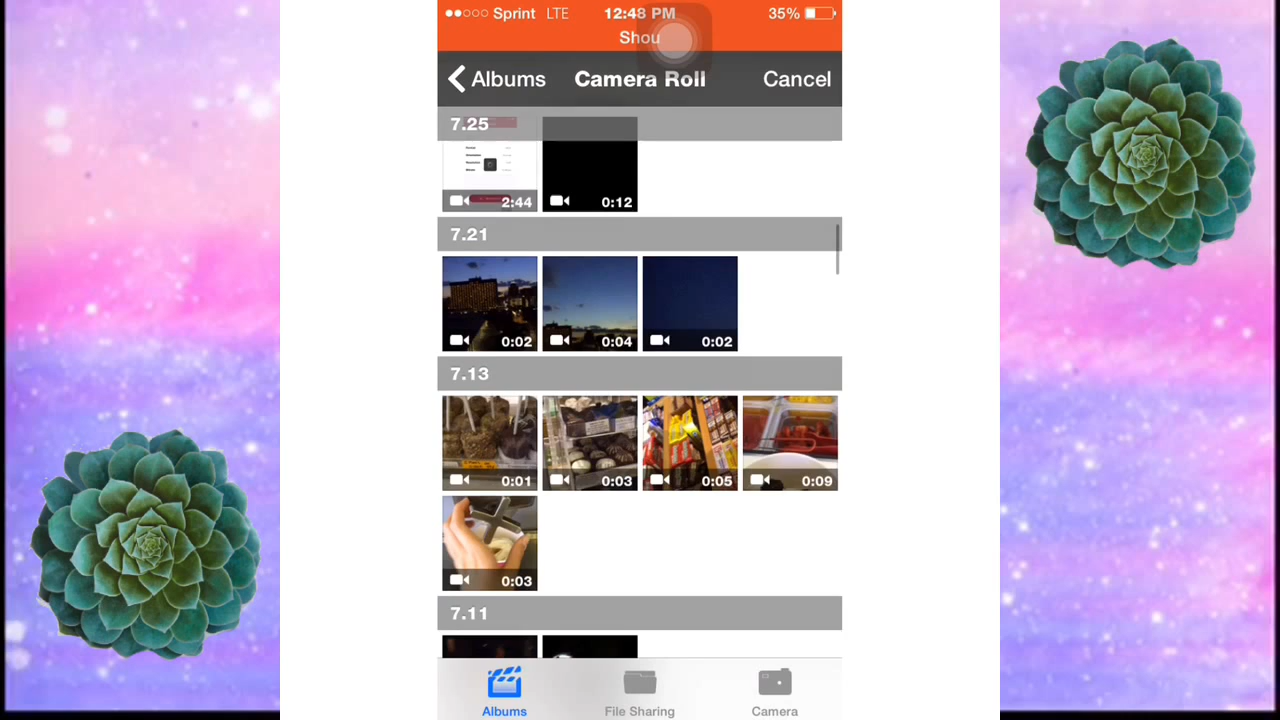 Sprint LTE 12:48 PM 35%
Shou
Albums Camera Roll Cancel
7.25
2:44 0:12
7.21
0:02 0:04 0:02
7.13
0:01 0:03 0:05 0:09
0:03
7.11
Albums File Sharing Camera